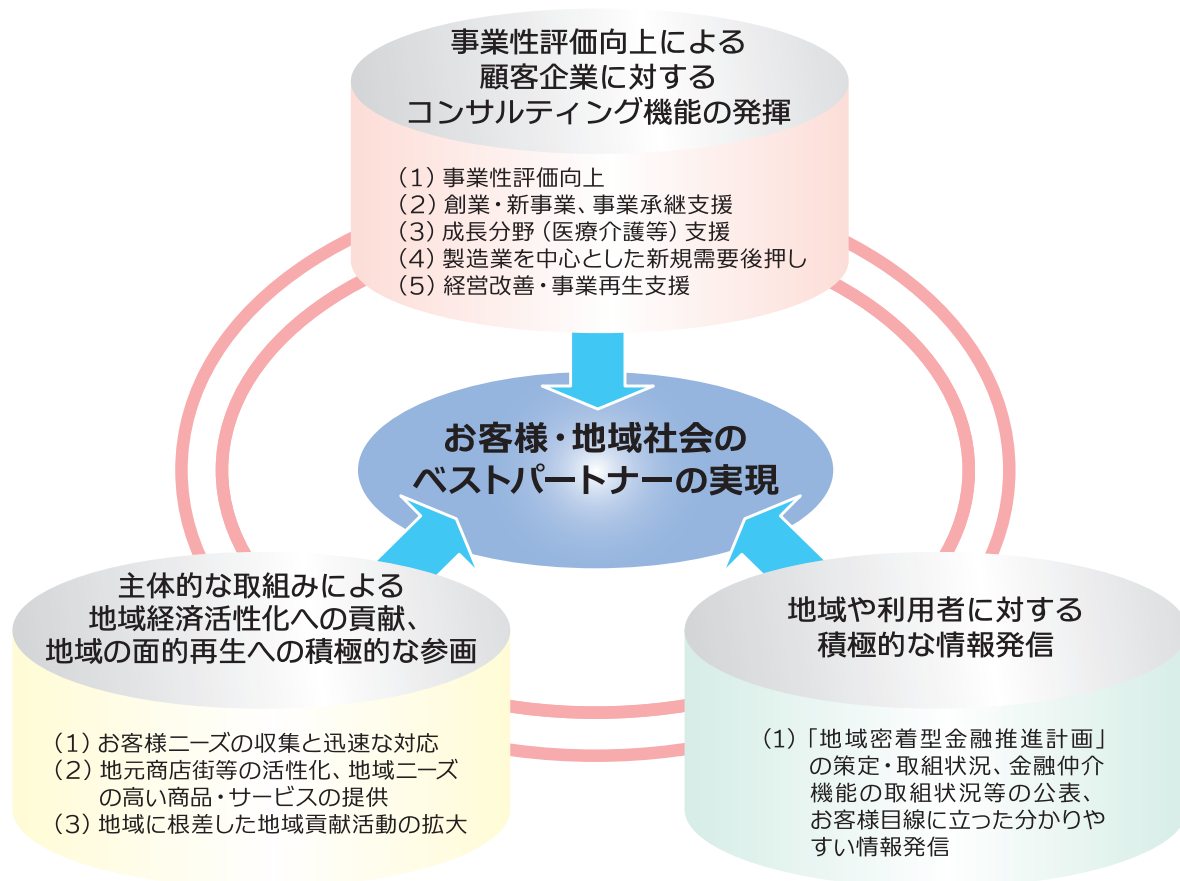 事業性評価向上による
顧客企業に対する
コンサルティング機能の発揮
(1) 事業性評価向上
(2) 創業・新事業、事業承継支援
(3) 成長分野（医療介護等）支援
(4) 製造業を中心とした新規需要後押し
(5) 経営改善・事業再生支援
お客様・地域社会の
ベストパートナーの実現
主体的な取組みによる
地域経済活性化への貢献、
地域の面的再生への積極的な参画
(1) お客様ニーズの収集と迅速な対応
(2) 地元商店街等の活性化、地域ニーズ
の高い商品・サービスの提供
(3) 地域に根差した地域貢献活動の拡大
地域や利用者に対する
積極的な情報発信
(1) 「地域密着型金融推進計画」
の策定・取組状況、金融仲介
機能の取組状況等の公表、
お客様目線に立った分かりや
すい情報発信